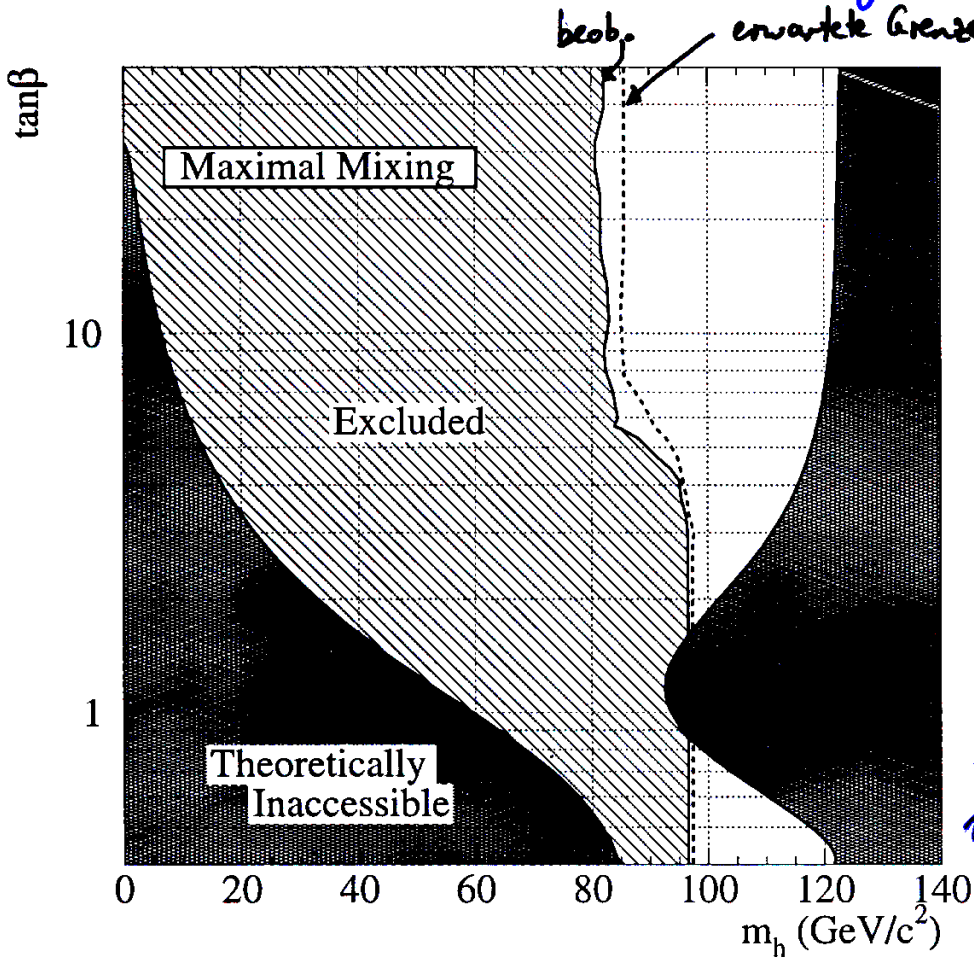 beob. erwartete Grenze
tanβ
Maximal Mixing
10
Excluded
1
Theoretically
Inaccessible
0 20 40 60 80 100 120 140
m_h (GeV/c²)